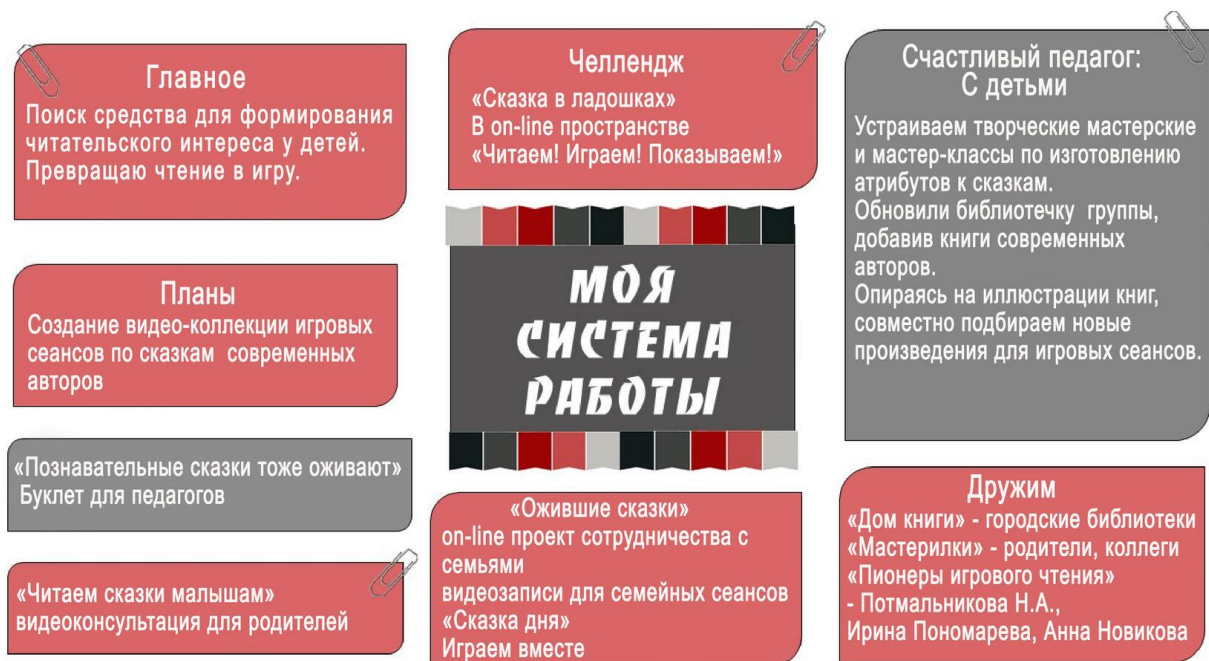 Главное
Поиск средства для формирования
читательского интереса у детей.
Превращаю чтение в игру.
Планы
Создание видео-коллекции игровых
сеансов по сказкам современных
авторов
«Познавательные сказки тоже оживают»
Буклет для педагогов
«Читаем сказки малышам»
видеоконсультация для родителей
Челлендж
«Сказка в ладошках»
В on-line пространстве
«Читаем! Играем! Показываем!»
МОЯ
СИСТЕМА
РАБОТЫ
«Ожившие сказки»
on-line проект сотрудничества с
семьями
видеозаписи для семейных сеансов
«Сказка дня»
Играем вместе
Счастливый педагог:
С детьми
Устраиваем творческие мастерские
и мастер-классы по изготовлению
атрибутов к сказкам.
Обновили библиотечку группы,
добавив книги современных
авторов.
Опираясь на иллюстрации книг,
совместно подбираем новые
произведения для игровых сеансов.
Дружим
«Дом книги» - городские библиотеки
«Мастерилки» - родители, коллеги
«Пионеры игрового чтения»
- Потмальникова Н.А.,
Ирина Пономарева, Анна Новикова